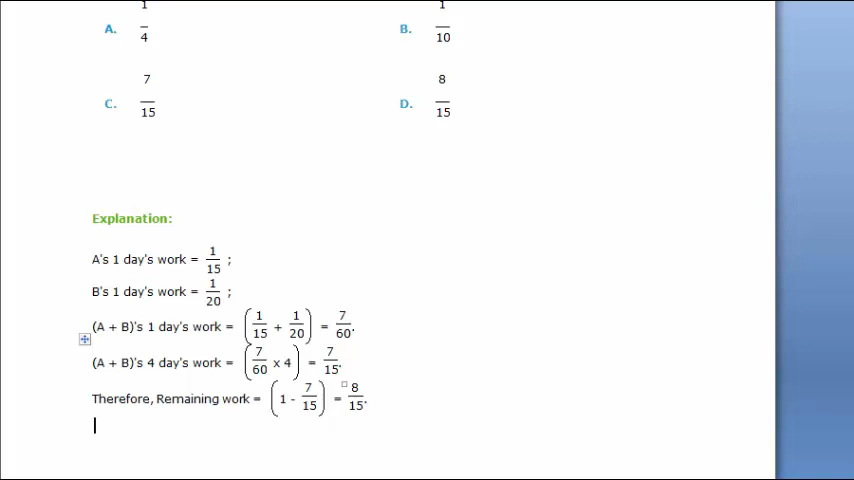 A. 1/4 B. 1/10
C. 7/15 D. 8/15
Explanation:
A's 1 day's work = 1/15 ;
B's 1 day's work = 1/20 ;
(A + B)'s 1 day's work = (1/15 + 1/20) = 7/60.
(A + B)'s 4 day's work = (7/60 x 4) = 7/15.
Therefore, Remaining work = (1 - 7/15) = 8/15.